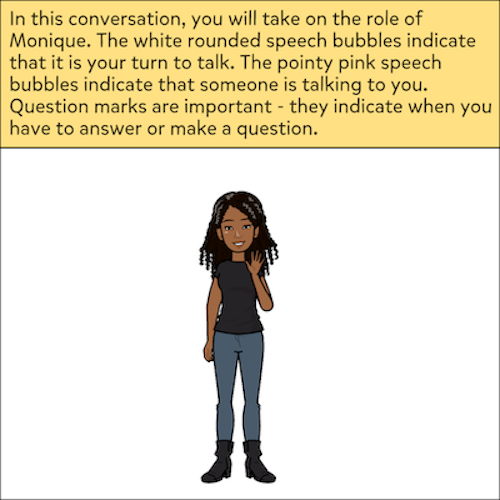 In this conversation, you will take on the role of
Monique. The white rounded speech bubbles indicate
that it is your turn to talk. The pointy pink speech
bubbles indicate that someone is talking to you.
Question marks are important - they indicate when you
have to answer or make a question.